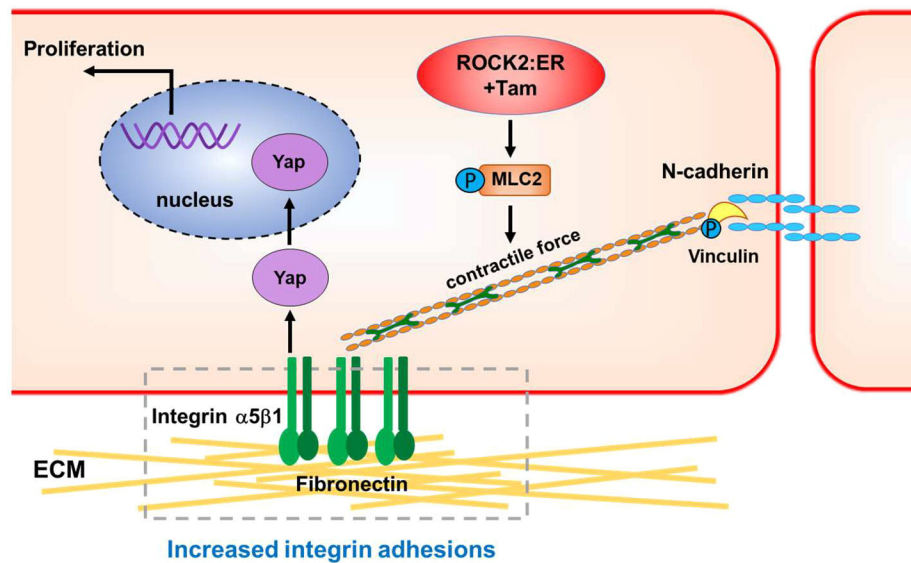 Proliferation
nucleus
Yap
Yap
ROCK2:ER
+Tam
P MLC2
contractile force
N-cadherin
P
Vinculin
Integrin α5β1
ECM
Fibronectin
Increased integrin adhesions